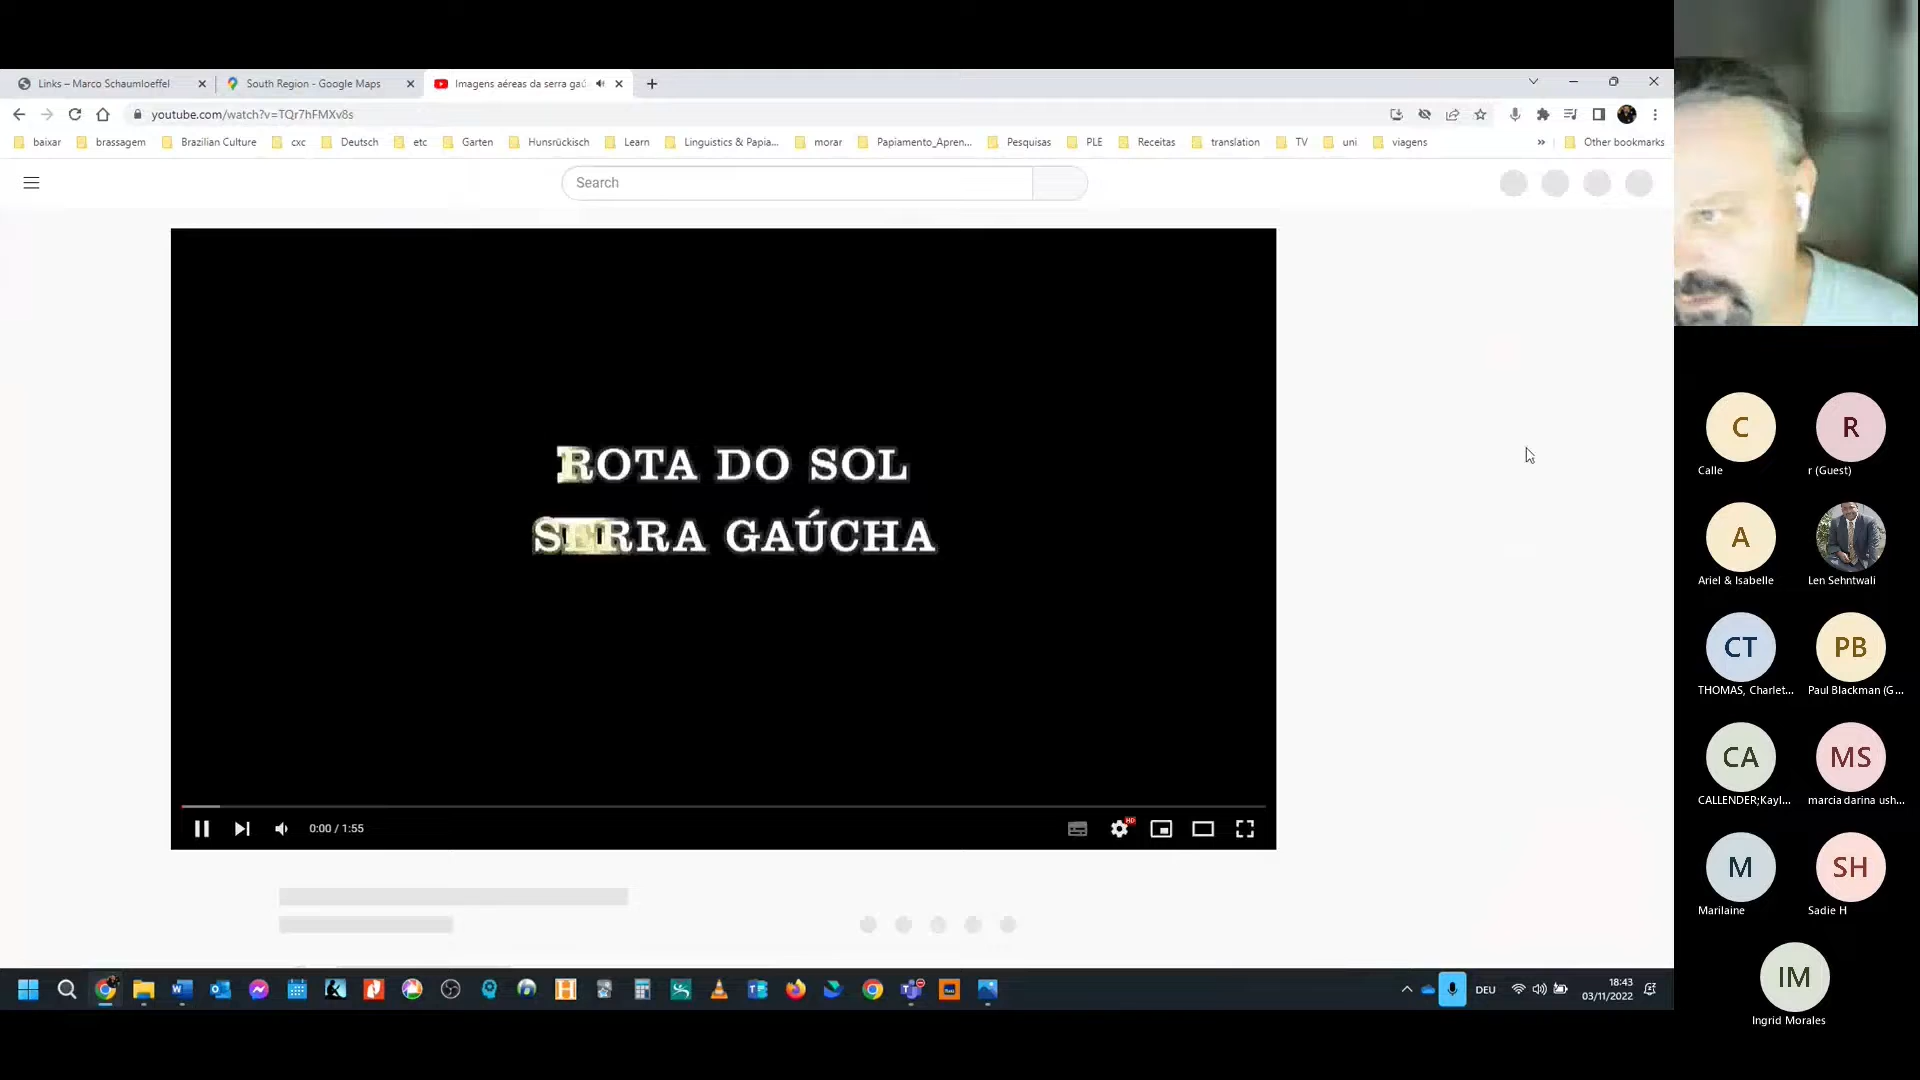 Links – Marco Schaumloeffel
South Region - Google Maps
Imagens aéreas da serra gaú
youtube.com/watch?v=TQr7hFMXv8s
baixar brassagem Brazilian Culture cxc Deutsch etc Garten Hunsrückisch Learn Linguistics & Papia... morar Papiamento_Apren... Pesquisas PLE Receitas translation TV uni viagens » Other bookmarks
Search
ROTA DO SOL
SERRA GAÚCHA
0:00 / 1:55
HD
C
Calle
R
r (Guest)
A
Ariel & Isabelle
Len Sehntwali
CT
THOMAS, Charlet...
PB
Paul Blackman (G...
CA
CALLENDER;Kayl...
MS
marcia darina ush...
M
Marilaine
SH
Sadie H
IM
Ingrid Morales
DEU
18:43
03/11/2022